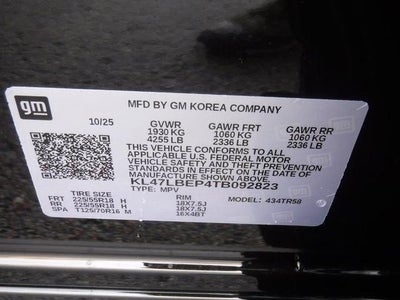 gm
MFD BY GM KOREA COMPANY
10/25
GVWR GAWR FRT GAWR RR
1930 KG 1060 KG 1060 KG
4255 LB 2336 LB 2336 LB
THIS VEHICLE CONFORMS TO ALL
APPLICABLE U.S. FEDERAL MOTOR
VEHICLE SAFETY AND THEFT PREVENTION
STANDARDS IN EFFECT ON THE DATE OF
MANUFACTURE SHOWN ABOVE.
KL47LBEP4TB092823
TYPE: MPV MODEL: 434TR58
TIRE SIZE RIM
FRT 225/55R18 H 18X7.5J
RR 225/55R18 H 18X7.5J
SPA T125/70R16 M 16X4BT